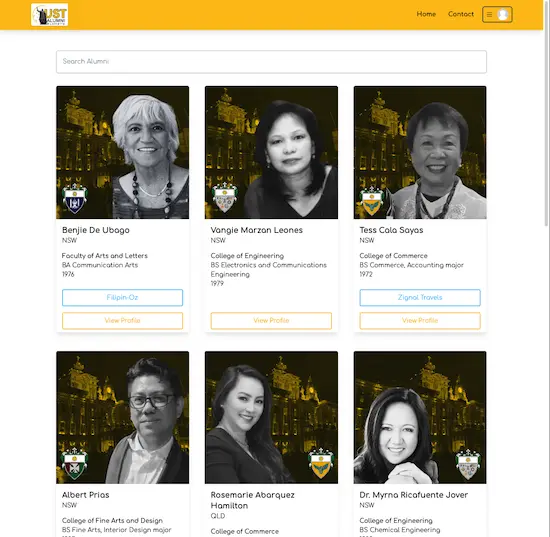 UST
ALUMNI
Home
Contact
Search Alumni
Benjie De Ubago
NSW
Faculty of Arts and Letters
BA Communication Arts
1976
Filipin-Oz
View Profile
Vangie Marzan Leones
NSW
College of Engineering
BS Electronics and Communications
Engineering
1979
View Profile
Tess Cala Sayas
NSW
College of Commerce
BS Commerce, Accounting major
1972
Zignal Travels
View Profile
Albert Prias
NSW
College of Fine Arts and Design
BS Fine Arts, Interior Design major
Rosemarie Abarquez
Hamilton
QLD
College of Commerce
Dr. Myrna Ricafuente Jover
NSW
College of Engineering
BS Chemical Engineering